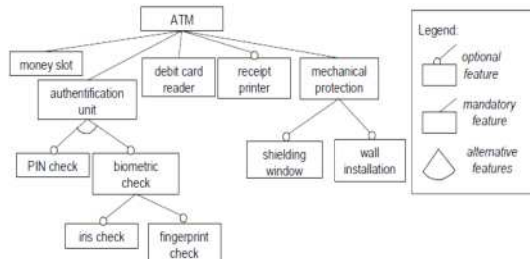 ATM
money slot
authentification
unit
debit card
reader
receipt
printer
mechanical
protection
PIN check
biometric
check
shielding
window
wall
installation
iris check
fingerprint
check
Legend:
optional
feature
mandatory
feature
alternative
features